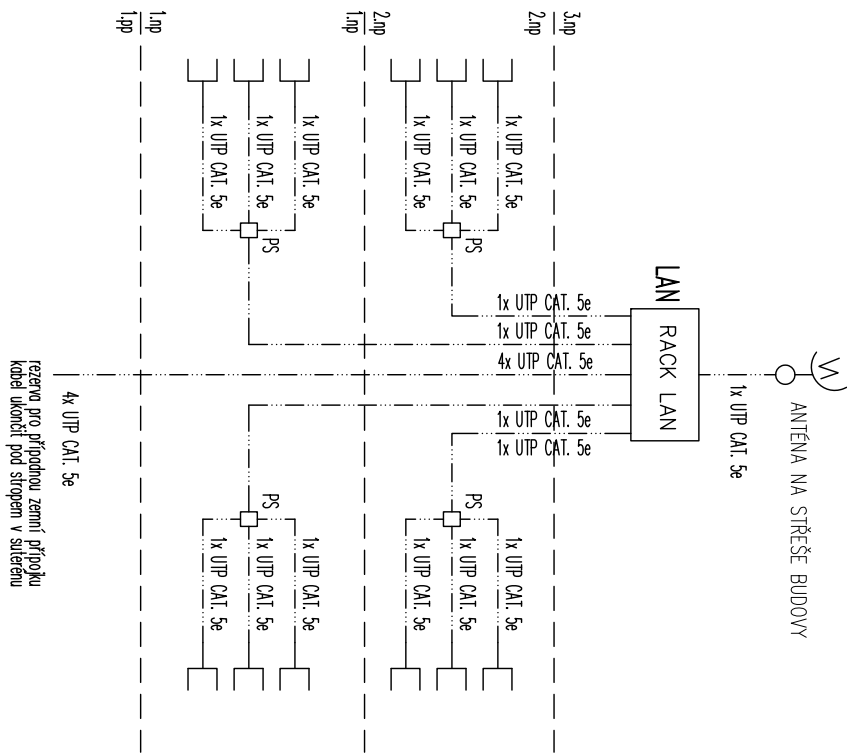 ANTÉNA NA STŘEŠE BUDOVY
1x UTP CAT. 5e
LAN
RACK LAN
3.np
2.np
1x UTP CAT. 5e
1x UTP CAT. 5e
4x UTP CAT. 5e
1x UTP CAT. 5e
1x UTP CAT. 5e
1x UTP CAT. 5e
1x UTP CAT. 5e
1x UTP CAT. 5e
PS
PS
1x UTP CAT. 5e
1x UTP CAT. 5e
1x UTP CAT. 5e
2.np
1.np
1x UTP CAT. 5e
1x UTP CAT. 5e
1x UTP CAT. 5e
PS
PS
1x UTP CAT. 5e
1x UTP CAT. 5e
1x UTP CAT. 5e
1.np
1.pp
4x UTP CAT. 5e
rezerva pro případnou zemní přípojku
kabel ukončit pod stropem v suterénu